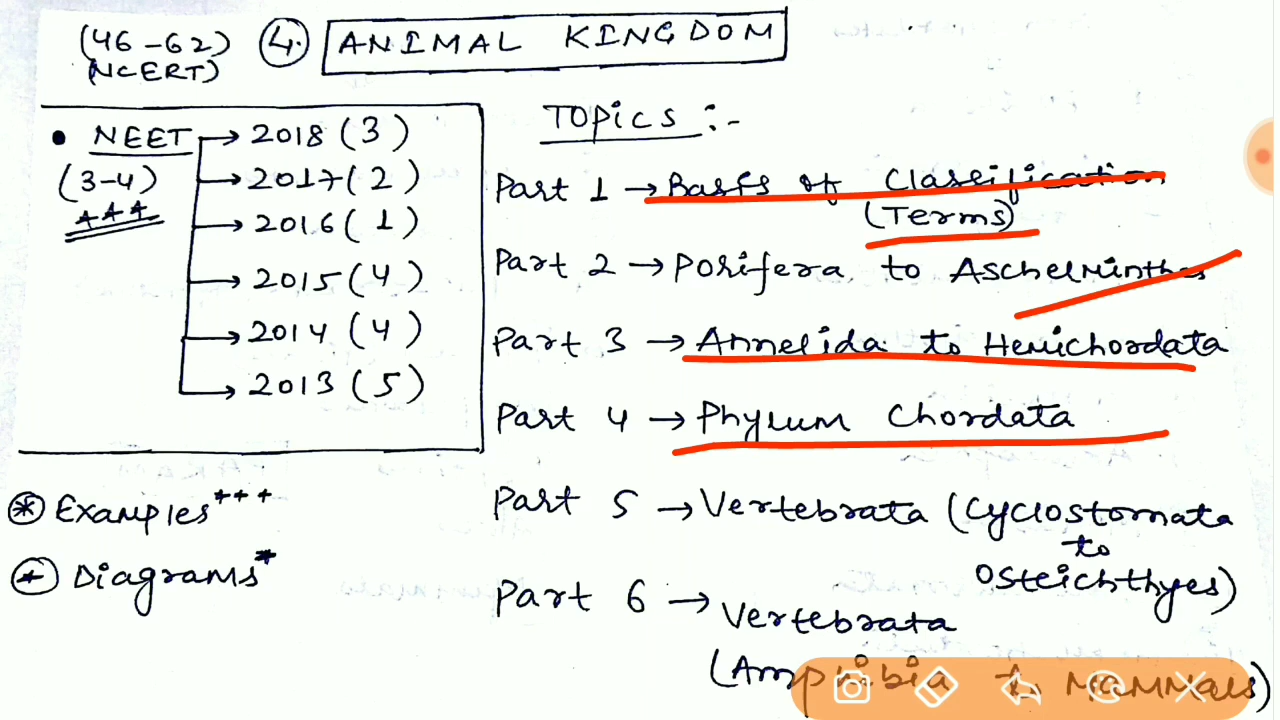 (46-62) 4. ANIMAL KINGDOM
NCERT)
• NEET → 2018 (3)
(3-4) → 2017 (2)
+++ → 2016 (1)
→ 2015 (4)
→ 2014 (4)
→ 2013 (5)
* Examples +++
* Diagrams *
Topics :-
Part 1 → Basis of Classification
(Terms)
Part 2 → Porifera to Aschelminthes
Part 3 → Annelida to Hemichordata
Part 4 → Phylum Chordata
Part 5 → Vertebrata (Cyclostomata
to
Osteichthyes)
Part 6 → Vertebrata
(Amphibia to Mammals)